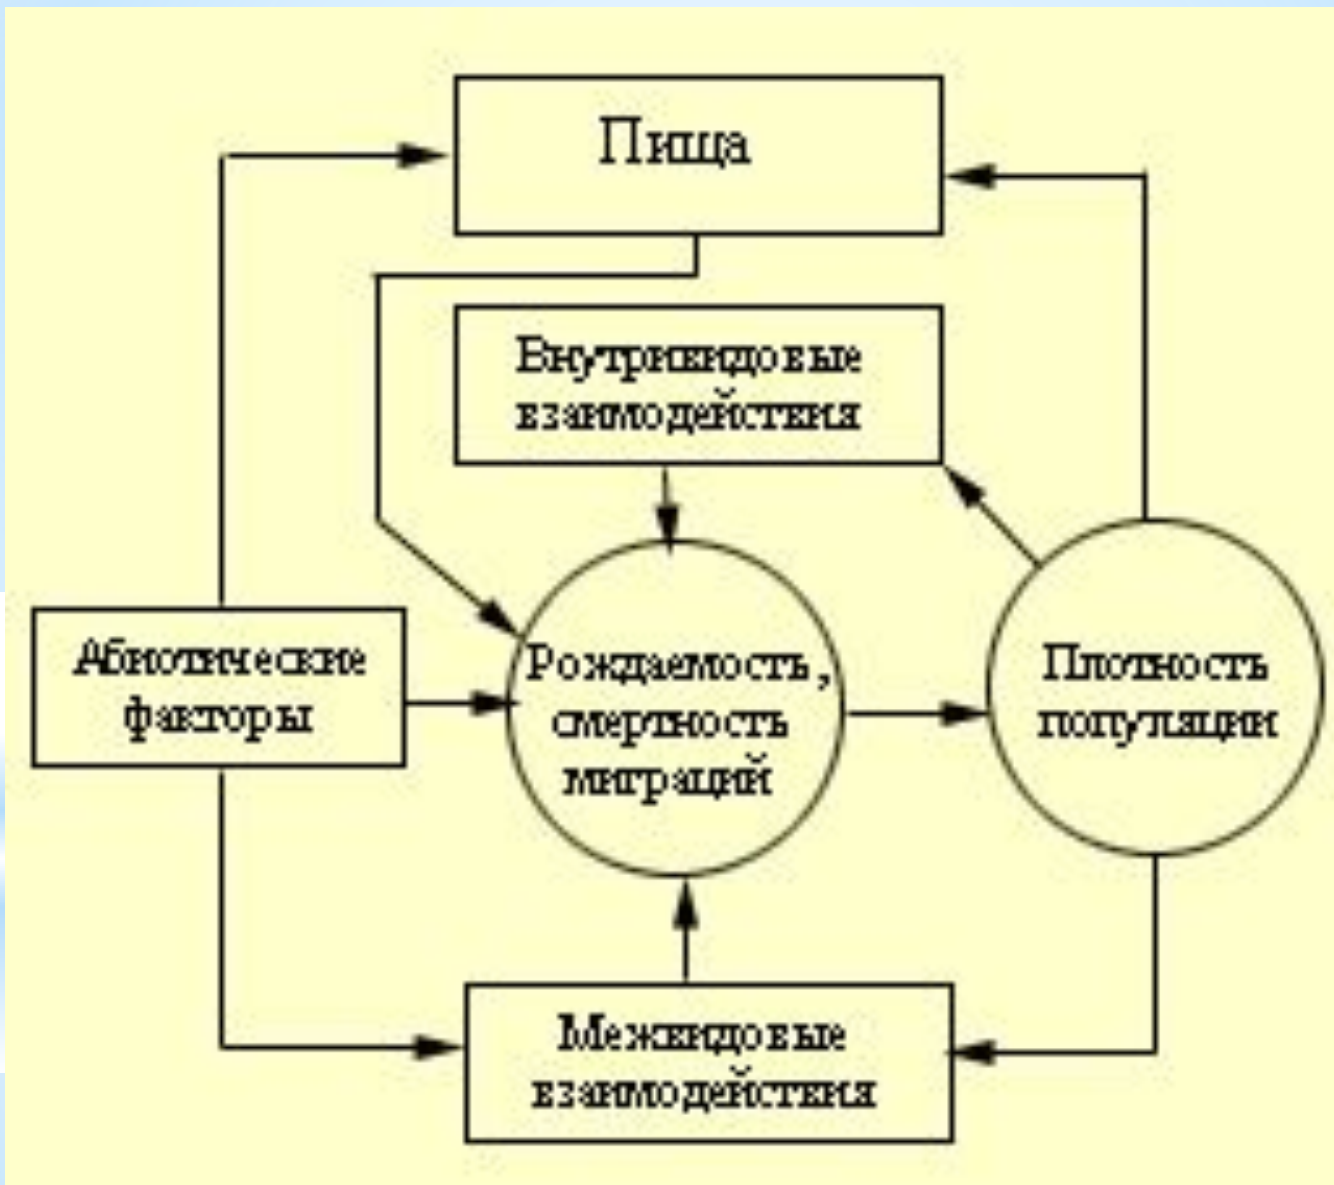 Пища
Внутривидовые
взаимодействия
Абиотические
факторы
Рождаемость,
смертность
миграций
Плотность
популяции
Межвидовые
взаимодействия